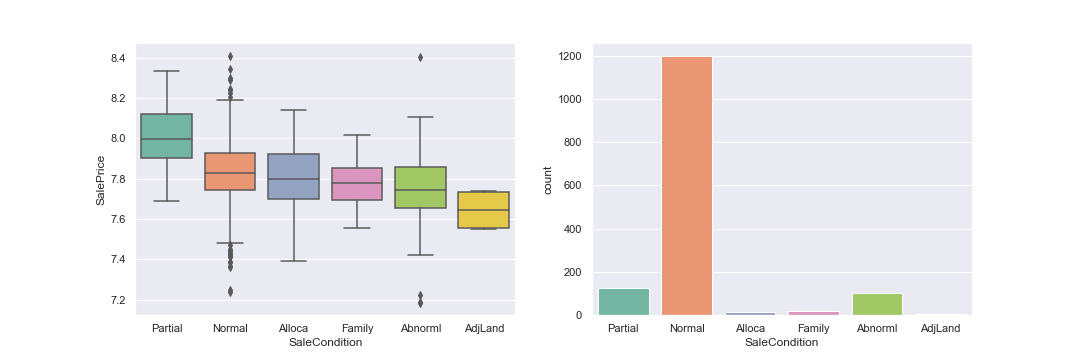 8.4
8.2
8.0
7.8
7.6
7.4
7.2
SalePrice
Partial Normal Alloca Family Abnorml AdjLand
SaleCondition
1200
1000
800
600
400
200
0
count
Partial Normal Alloca Family Abnorml AdjLand
SaleCondition